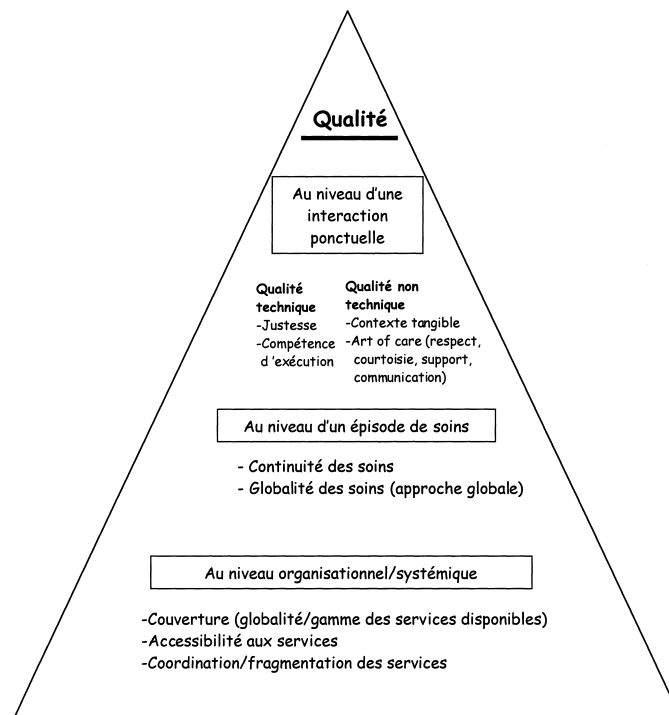 Qualité
Au niveau d'une
interaction
ponctuelle
Qualité
technique
-Justesse
-Compétence
d 'exécution
Qualité non
technique
-Contexte tangible
-Art of care (respect,
courtoisie, support,
communication)
Au niveau d'un épisode de soins
- Continuité des soins
- Globalité des soins (approche globale)
Au niveau organisationnel/systémique
-Couverture (globalité/gamme des services disponibles)
-Accessibilité aux services
-Coordination/fragmentation des services